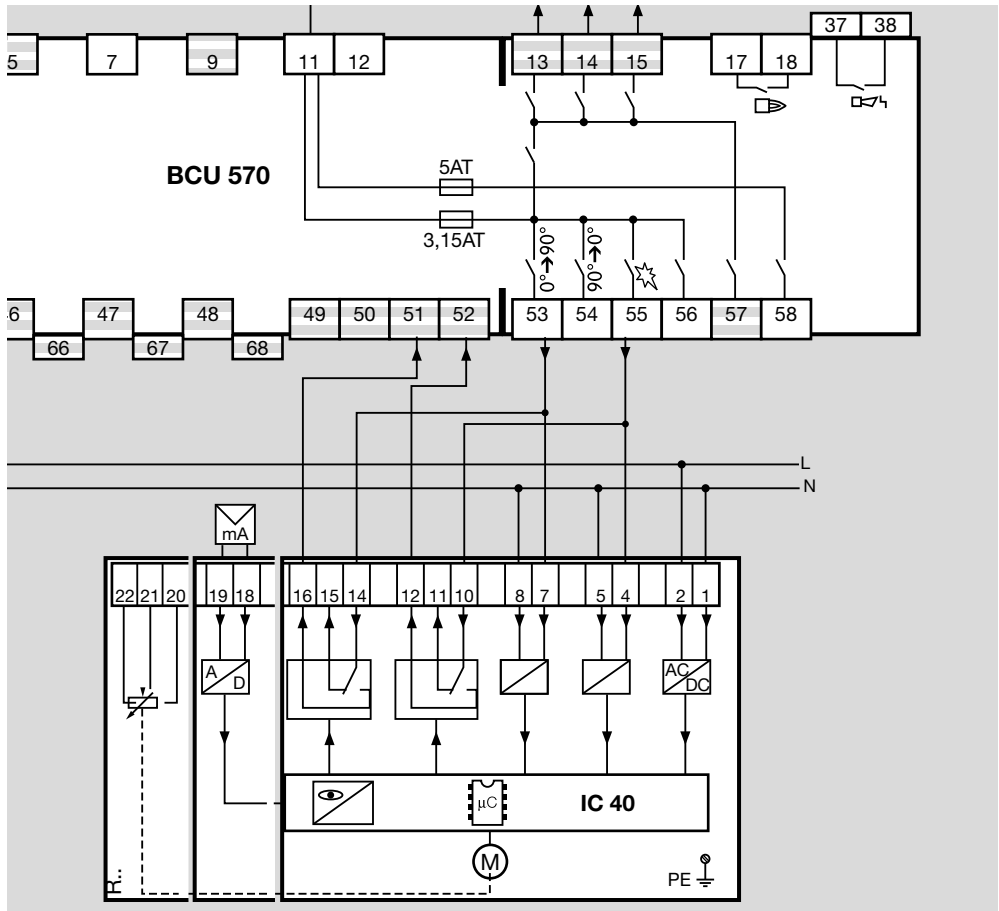 37 38
5 7 9 11 12 13 14 15 17 18
BCU 570
5AT
3,15AT
0°→90°
90°→0°
6 47 48 49 50 51 52 53 54 55 56 57 58
66 67 68
L
N
mA
22 21 20 19 18 16 15 14 12 11 10 8 7 5 4 2 1
A
D
AC
DC
µC
IC 40
M
PE
R..